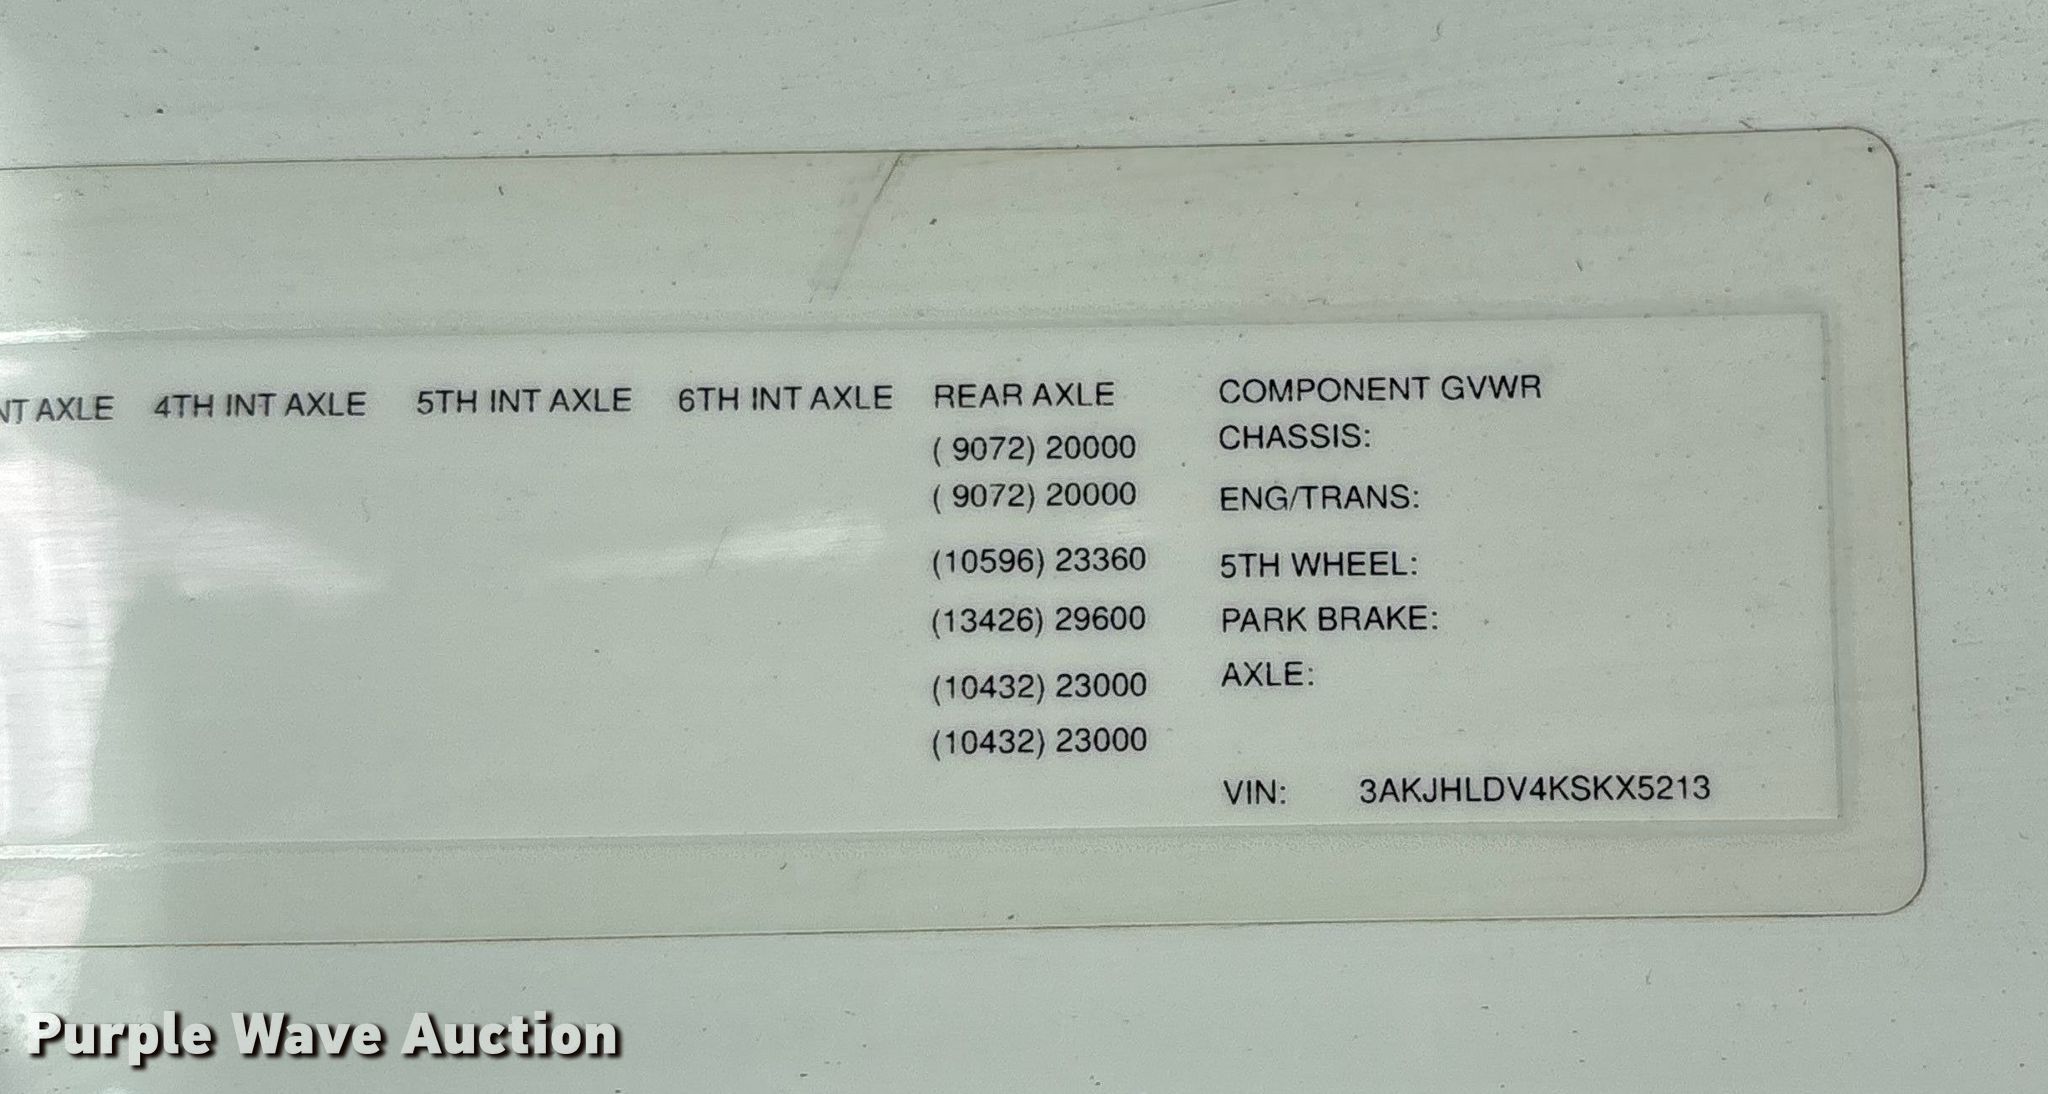 NT AXLE 4TH INT AXLE 5TH INT AXLE 6TH INT AXLE REAR AXLE COMPONENT GVWR
( 9072) 20000 CHASSIS:
( 9072) 20000 ENG/TRANS:
(10596) 23360 5TH WHEEL:
(13426) 29600 PARK BRAKE:
(10432) 23000 AXLE:
(10432) 23000
VIN: 3AKJHLDV4KSKX5213
Purple Wave Auction